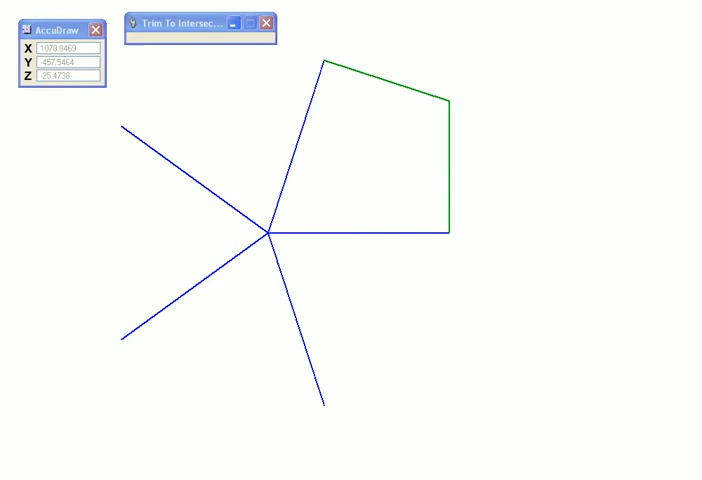 AccuDraw
X 1078.8469
Y -457.5464
Z -25.4738
Trim To Intersec...